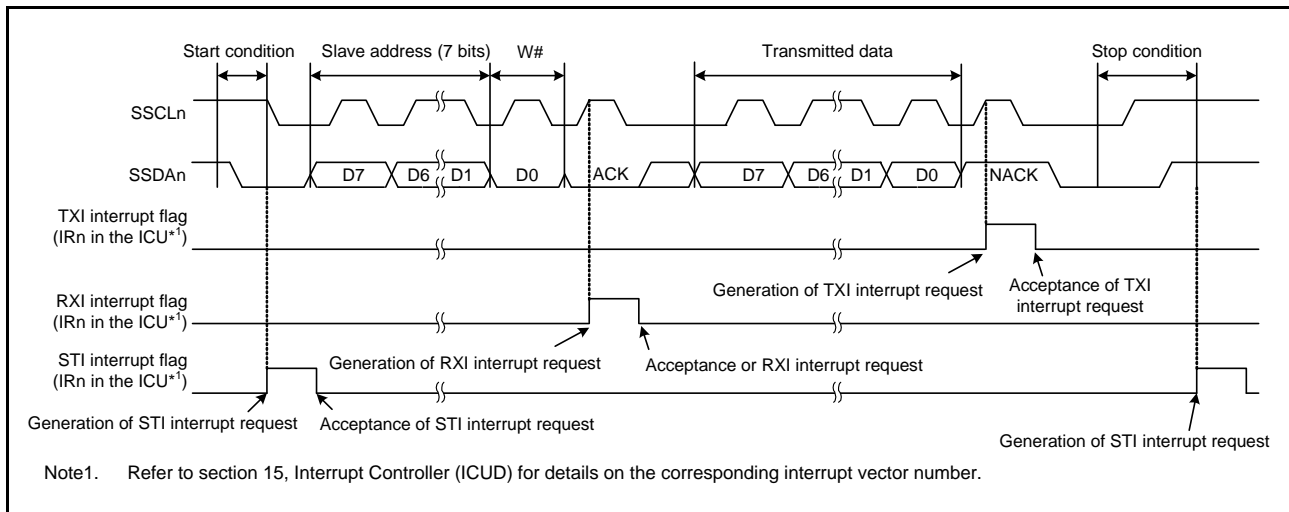 Start condition
Slave address (7 bits)
W#
Transmitted data
Stop condition
SSCLn
SSDAn
D7
D6
D1
D0
ACK
D7
D6
D1
D0
NACK
TXI interrupt flag
(IRn in the ICU*1)
Generation of TXI interrupt request
Acceptance of TXI
interrupt request
RXI interrupt flag
(IRn in the ICU*1)
Generation of RXI interrupt request
Acceptance or RXI interrupt request
STI interrupt flag
(IRn in the ICU*1)
Generation of STI interrupt request
Acceptance of STI interrupt request
Generation of STI interrupt request
Note1. Refer to section 15, Interrupt Controller (ICUD) for details on the corresponding interrupt vector number.